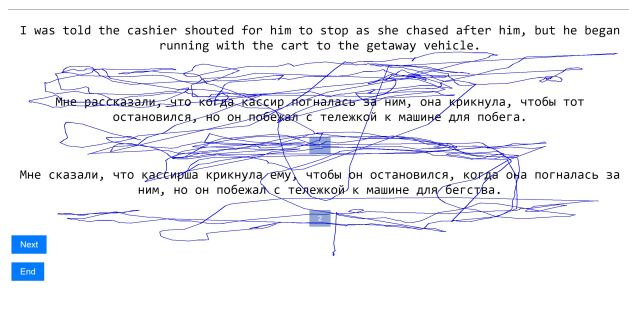 I was told the cashier shouted for him to stop as she chased after him, but he began
running with the cart to the getaway vehicle.
Мне рассказали, что когда кассир погналась за ним, она крикнула, чтобы тот
остановился, но он побежал с тележкой к машине для побега.
Мне сказали, что кассирша крикнула ему, чтобы он остановился, когда она погналась за
ним, но он побежал с тележкой к машине для бегства.
Next
End